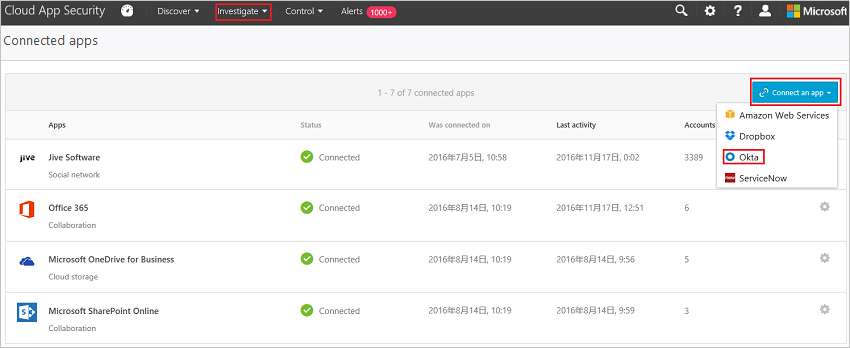 Cloud App Security Discover Investigate Control Alerts 1000+ ? Microsoft
Connected apps
1 - 7 of 7 connected apps
Connect an app
Amazon Web Services
Dropbox
Okta
ServiceNow
Apps Status Was connected on Last activity Accounts
jive Jive Software Connected 2016年7月5日, 10:58 2016年11月17日, 0:02 3389
Social network
Office 365 Connected 2016年8月14日, 10:19 2016年11月17日, 12:51 6
Collaboration
Microsoft OneDrive for Business Connected 2016年8月14日, 10:19 2016年8月14日, 9:56 5
Cloud storage
S Microsoft SharePoint Online Connected 2016年8月14日, 10:19 2016年8月14日, 9:59 3
Collaboration